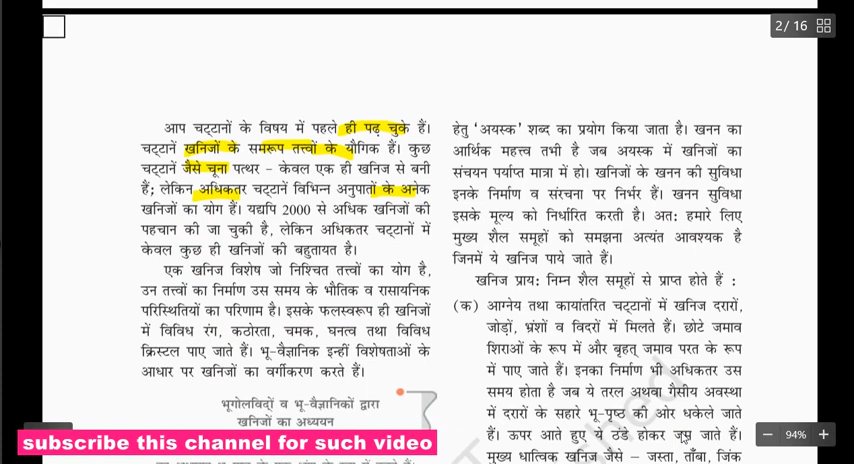 2 / 16
आप चट्टानों के विषय में पहले ही पढ़ चुके हैं।
चट्टानें खनिजों के समरूप तत्त्वों के यौगिक हैं। कुछ
चट्टानें जैसे चूना पत्थर - केवल एक ही खनिज से बनी
हैं; लेकिन अधिकतर चट्टानें विभिन्न अनुपातों के अनेक
खनिजों का योग हैं। यद्यपि 2000 से अधिक खनिजों की
पहचान की जा चुकी है, लेकिन अधिकतर चट्टानों में
केवल कुछ ही खनिजों की बहुतायत है।
एक खनिज विशेष जो निश्चित तत्त्वों का योग है,
उन तत्त्वों का निर्माण उस समय के भौतिक व रासायनिक
परिस्थितियों का परिणाम है। इसके फलस्वरूप ही खनिजों
में विविध रंग, कठोरता, चमक, घनत्व तथा विविध
क्रिस्टल पाए जाते हैं। भू-वैज्ञानिक इन्हीं विशेषताओं के
आधार पर खनिजों का वर्गीकरण करते हैं।
भूगोलविदों व भू-वैज्ञानिकों द्वारा
खनिजों का अध्ययन
हेतु 'अयस्क' शब्द का प्रयोग किया जाता है। खनन का
आर्थिक महत्त्व तभी है जब अयस्क में खनिजों का
संचयन पर्याप्त मात्रा में हो। खनिजों के खनन की सुविधा
इनके निर्माण व संरचना पर निर्भर हैं। खनन सुविधा
इसके मूल्य को निर्धारित करती है। अत: हमारे लिए
मुख्य शैल समूहों को समझना अत्यंत आवश्यक है
जिनमें ये खनिज पाये जाते हैं।
खनिज प्राय: निम्न शैल समूहों से प्राप्त होते हैं :
(क) आग्नेय तथा कायांतरित चट्टानों में खनिज दरारों,
जोड़ों, भ्रंशों व विदरों में मिलते हैं। छोटे जमाव
शिराओं के रूप में और बृहत् जमाव परत के रूप
में पाए जाते हैं। इनका निर्माण भी अधिकतर उस
समय होता है जब ये तरल अथवा गैसीय अवस्था
में दरारों के सहारे भू-पृष्ठ की ओर धकेले जाते
हैं। ऊपर आते हुए ये ठंडे होकर जम जाते हैं।
मुख्य धात्विक खनिज जैसे - जस्ता, ताँबा, जिंक
subscribe this channel for such video
94%